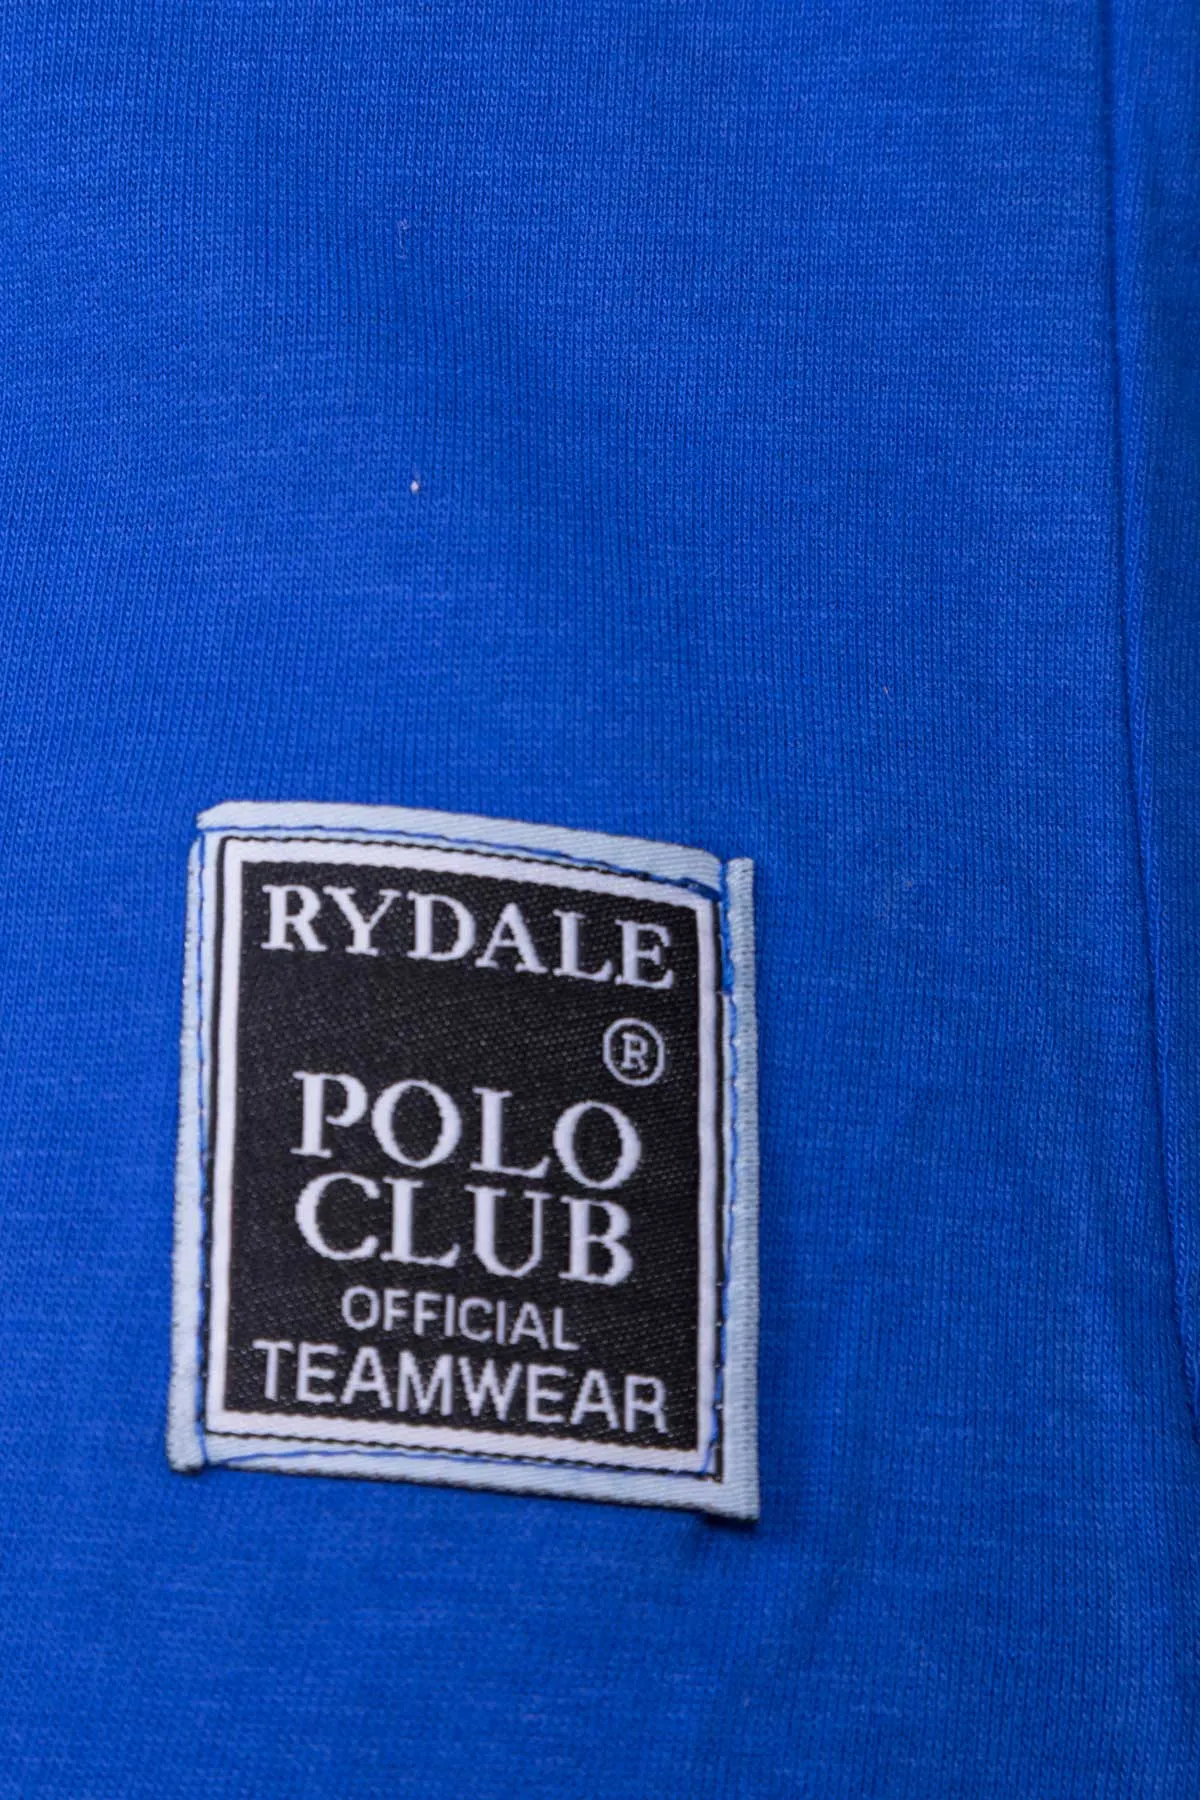 RYDALE
®
POLO
CLUB
OFFICIAL
TEAMWEAR